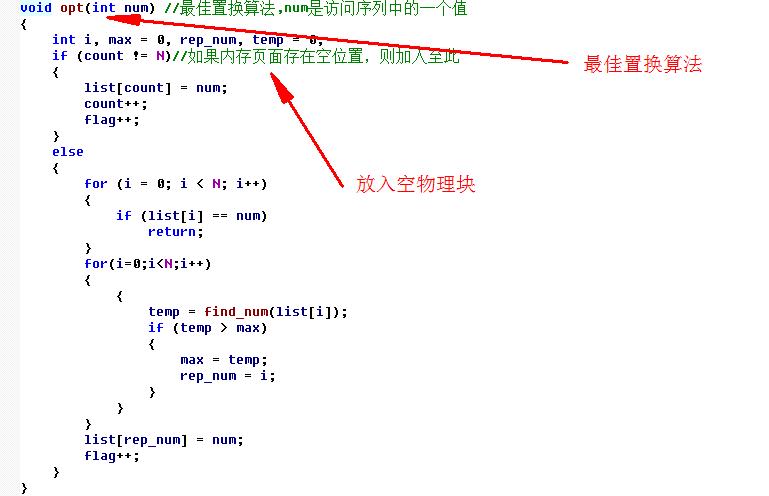 void opt(int num) //最佳置换算法,num是访问序列中的一个值
{
    int i, max = 0, rep_num, temp = 0;
    if (count != N)//如果内存页面存在空位置，则加入至此
最佳置换算法
    {
        list[count] = num;
        count++;
        flag++;
    }
    else
    {
放入空物理块
        for (i = 0; i < N; i++)
        {
            if (list[i] == num)
                return;
        }
        for(i=0;i<N;i++)
        {
            {
                temp = find_num(list[i]);
                if (temp > max)
                {
                    max = temp;
                    rep_num = i;
                }
            }
        }
        list[rep_num] = num;
        flag++;
    }
}